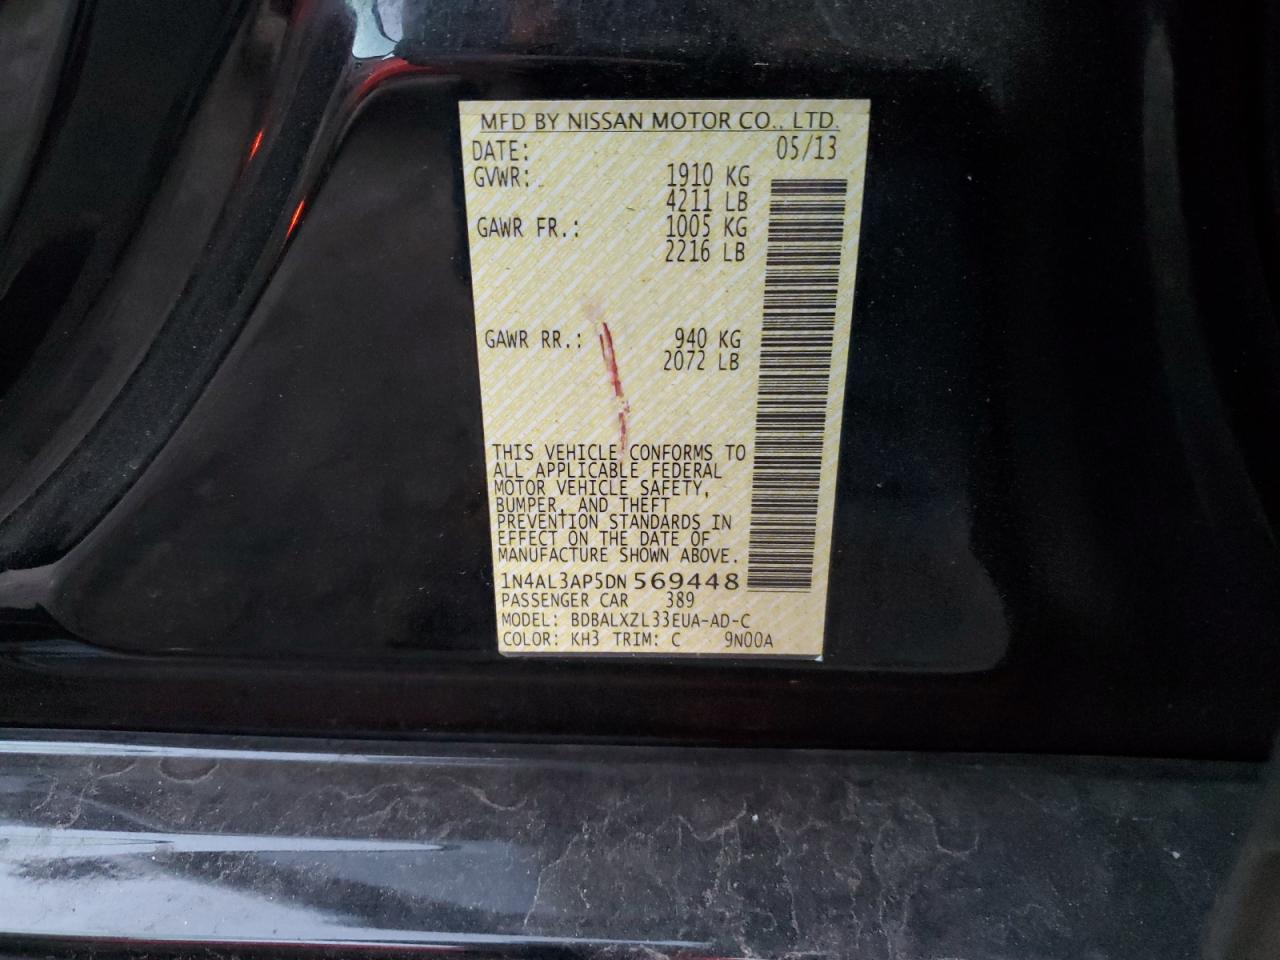 MFD BY NISSAN MOTOR CO., LTD.
DATE: 05/13
GVWR: 1910 KG
4211 LB
GAWR FR.: 1005 KG
2216 LB
GAWR RR.: 940 KG
2072 LB
THIS VEHICLE CONFORMS TO
ALL APPLICABLE FEDERAL
MOTOR VEHICLE SAFETY,
BUMPER, AND THEFT
PREVENTION STANDARDS IN
EFFECT ON THE DATE OF
MANUFACTURE SHOWN ABOVE.
1N4AL3AP5DN569448
PASSENGER CAR 389
MODEL: BDBALXZL33EUA-AD-C
COLOR: KH3 TRIM: C 9N00A